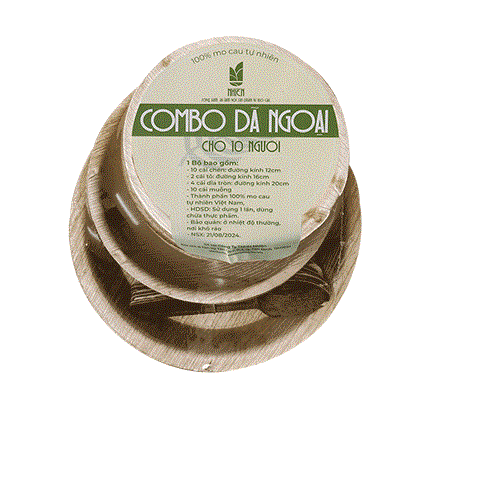 100% mo cau tự nhiên
NHIÊN
COMBO DÃ NGOẠI
CHO 10 NGƯỜI
1 Bộ bao gồm:
- 10 cái chén: đường kính 12cm
- 2 cái tô: đường kính 16cm
- 4 cái dĩa tròn: đường kính 20cm
- 10 cái muỗng
- Thành phần 100% mo cau
tự nhiên Việt Nam,
- HDSD: Sử dụng 1 lần, dùng
chứa thực phẩm.
- Bảo quản: ở nhiệt độ thường,
nơi khô ráo
- NSX: 21/08/2024.